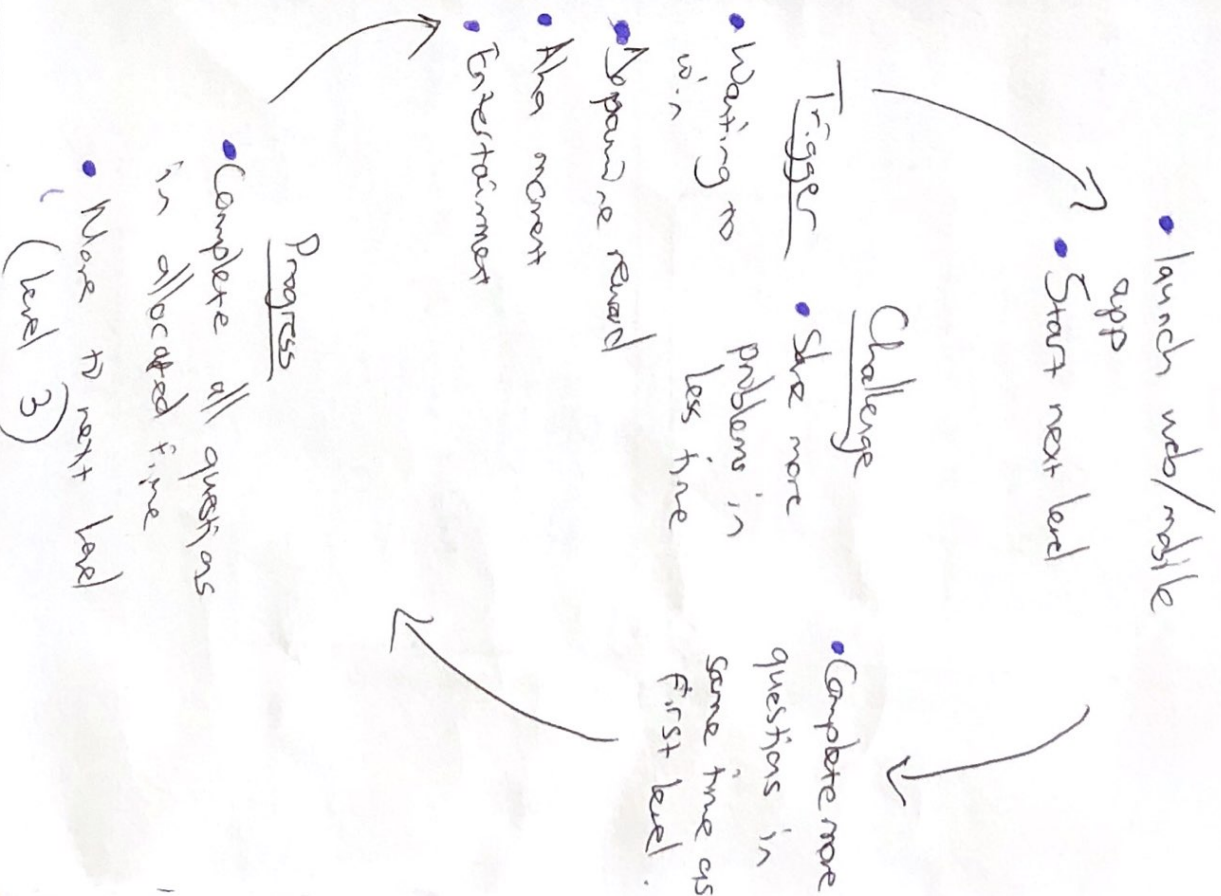 • launch web/mobile
app
• Start next level
Trigger
• Waiting to
win
• Dopamine reward
• Aha moment
• Entertainment
Challenge
• Solve more
problems in
less time
• Complete more
questions in
same time as
first level.
Progress
• Complete all questions
in allocated time
• Move to next level
(level 3)